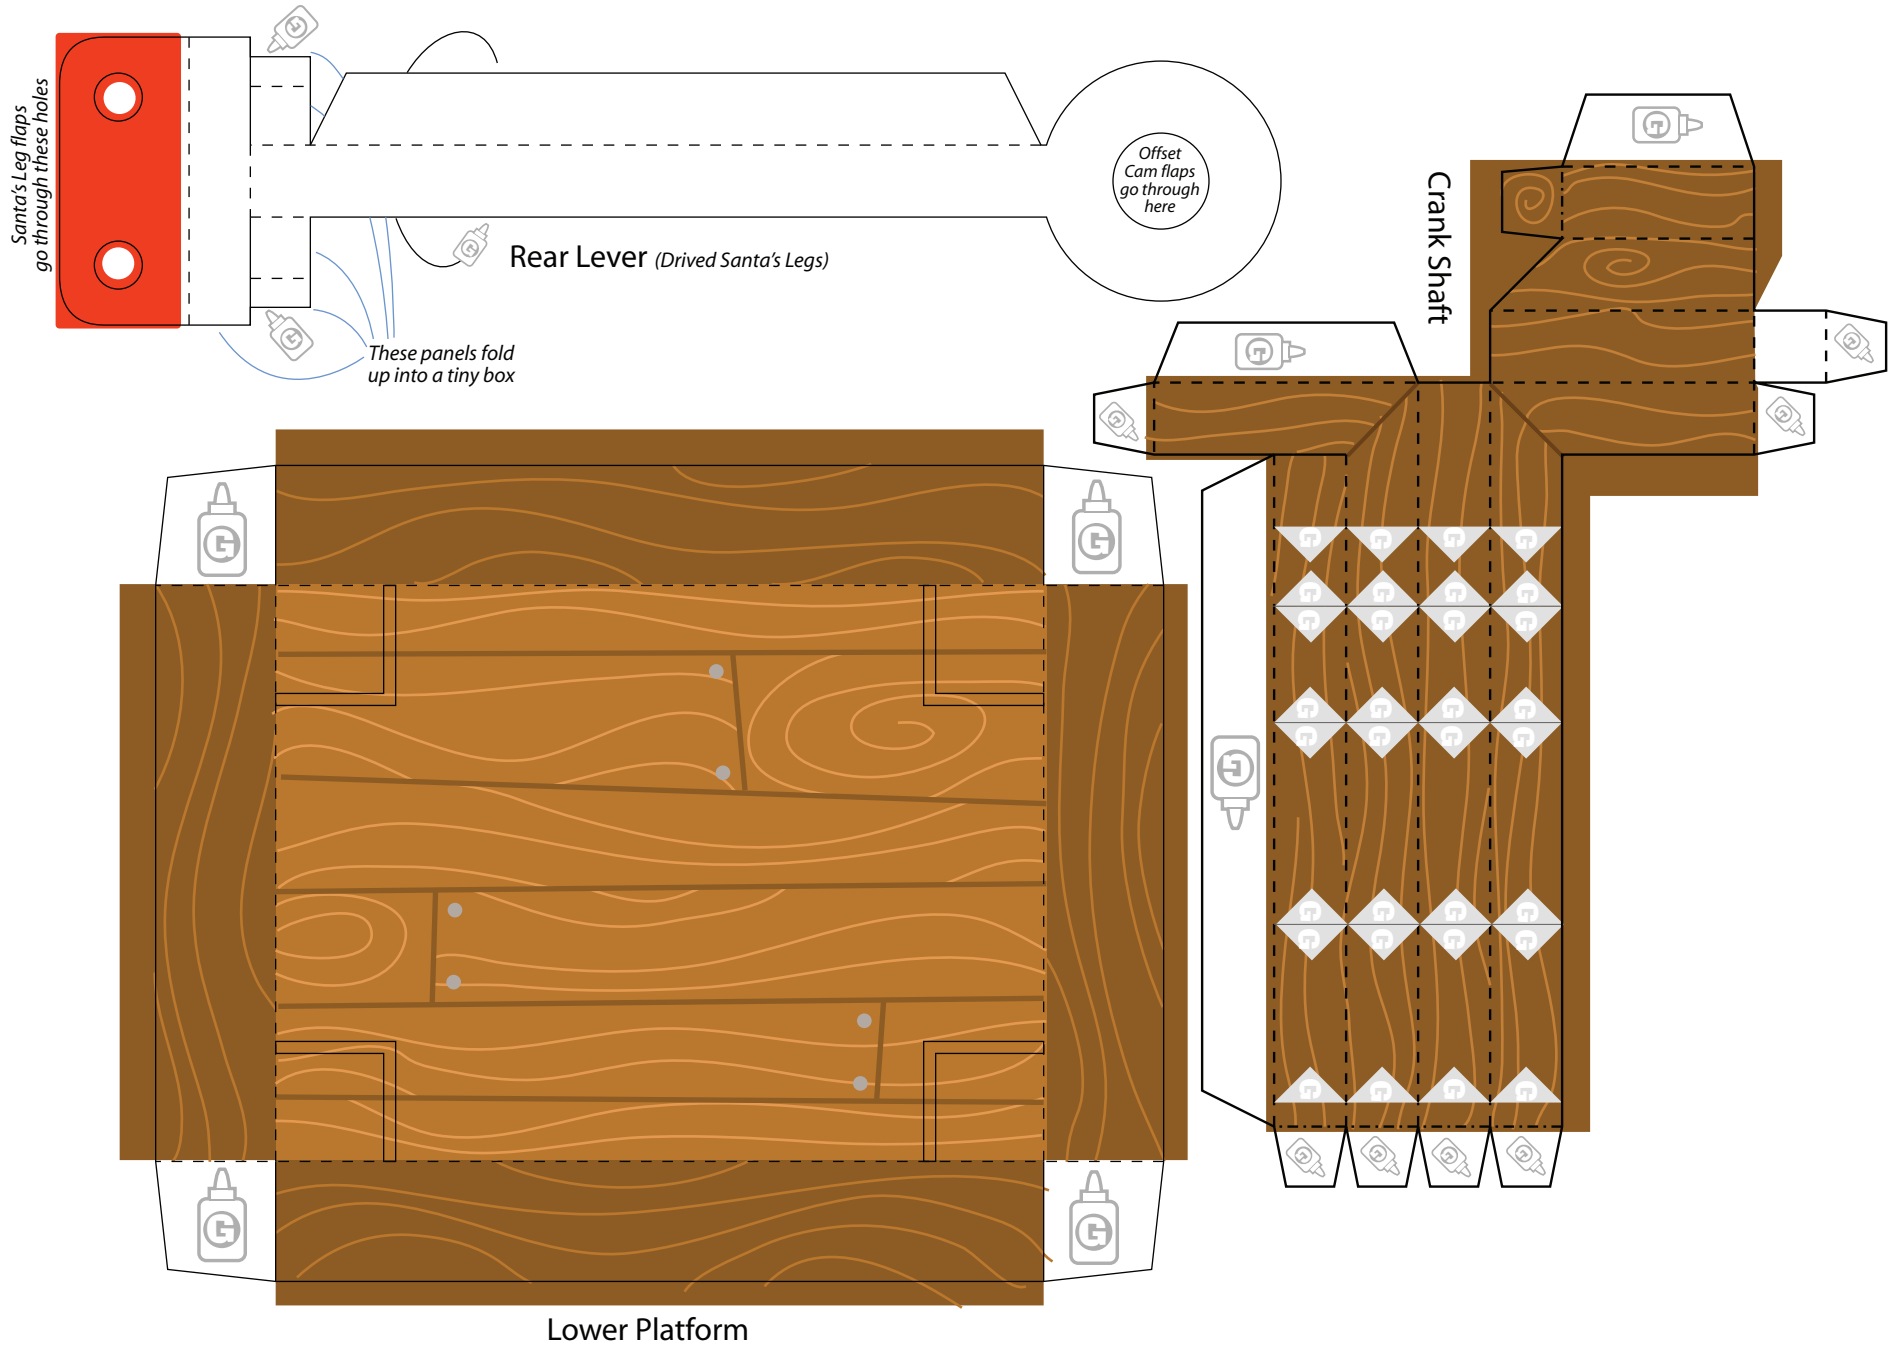 Santa's Leg flaps
go through these holes
Offset
Cam flaps
go through
here
Rear Lever (Drived Santa's Legs)
These panels fold
up into a tiny box
Crank Shaft
Lower Platform